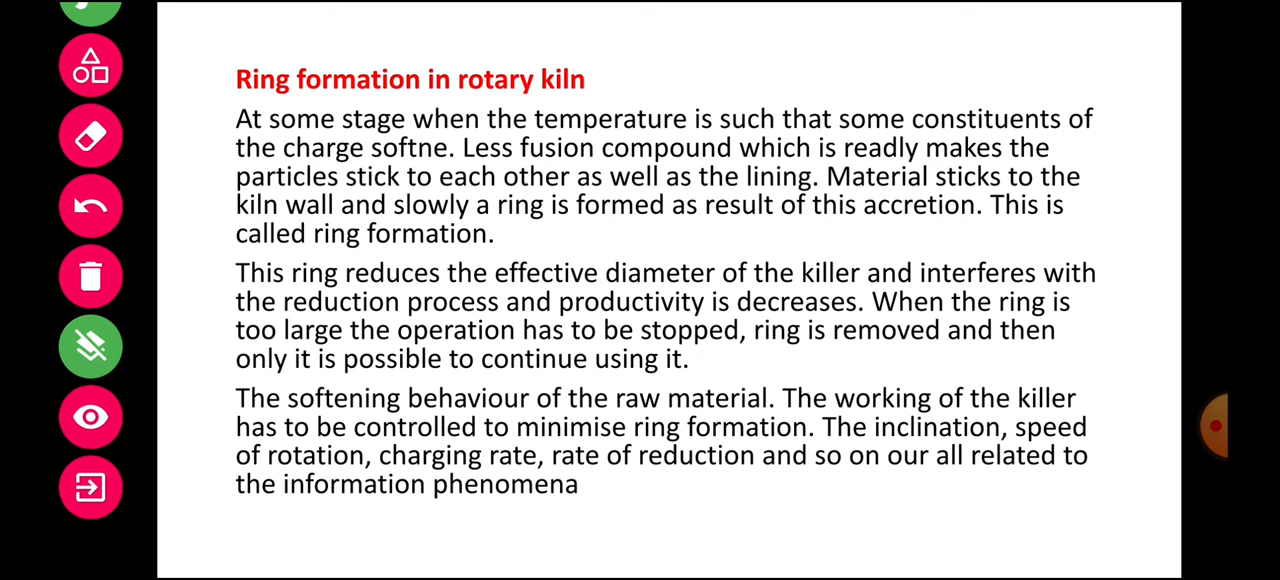 Ring formation in rotary kiln
At some stage when the temperature is such that some constituents of
the charge softne. Less fusion compound which is readly makes the
particles stick to each other as well as the lining. Material sticks to the
kiln wall and slowly a ring is formed as result of this accretion. This is
called ring formation.
This ring reduces the effective diameter of the killer and interferes with
the reduction process and productivity is decreases. When the ring is
too large the operation has to be stopped, ring is removed and then
only it is possible to continue using it.
The softening behaviour of the raw material. The working of the killer
has to be controlled to minimise ring formation. The inclination, speed
of rotation, charging rate, rate of reduction and so on our all related to
the information phenomena